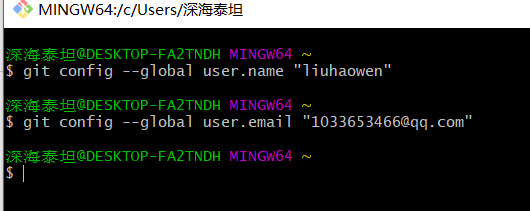 MINGW64:/c/Users/深海泰坦
深海泰坦@DESKTOP-FA2TNDH MINGW64 ~
$ git config --global user.name "liuhaowen"
深海泰坦@DESKTOP-FA2TNDH MINGW64 ~
$ git config --global user.email "1033653466@qq.com"
深海泰坦@DESKTOP-FA2TNDH MINGW64 ~
$